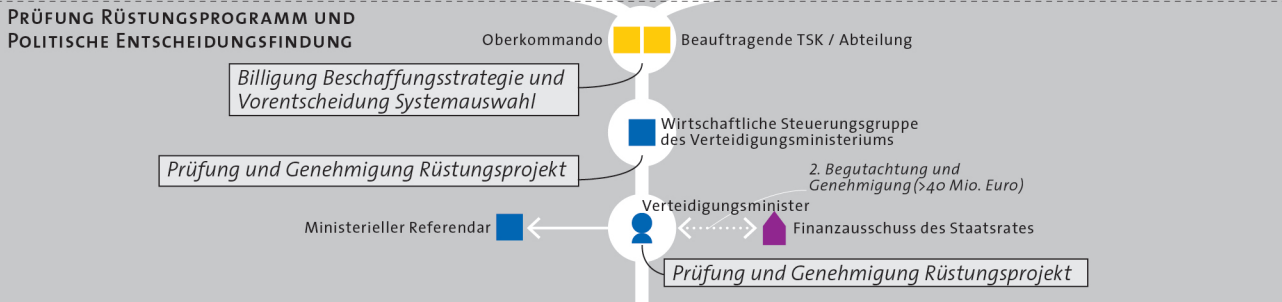 PRÜFUNG RÜSTUNGSPROGRAMM UND
POLITISCHE ENTSCHEIDUNGSFINDUNG
Oberkommando
Beauftragende TSK / Abteilung
Billigung Beschaffungsstrategie und
Vorentscheidung Systemauswahl
Wirtschaftliche Steuerungsgruppe
des Verteidigungsministeriums
Prüfung und Genehmigung Rüstungsprojekt
2. Begutachtung und
Genehmigung (>40 Mio. Euro)
Verteidigungsminister
Ministerieller Referendar
Finanzausschuss des Staatsrates
Prüfung und Genehmigung Rüstungsprojekt